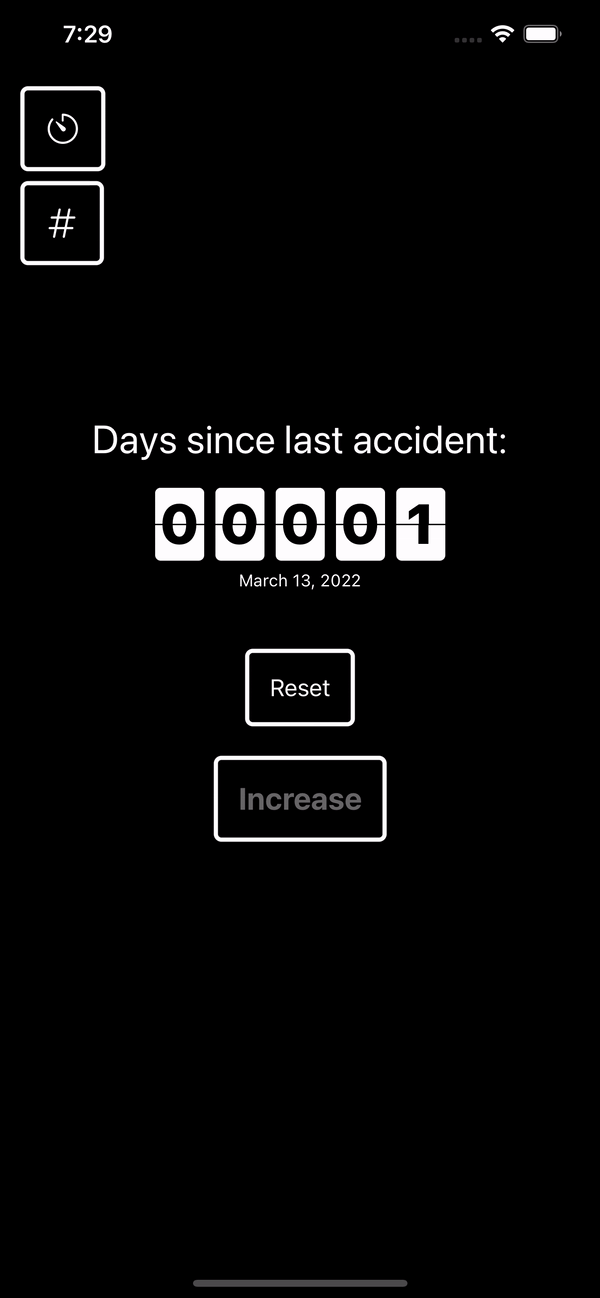 7:29
#
Days since last accident:
00001
March 13, 2022
Reset
Increase